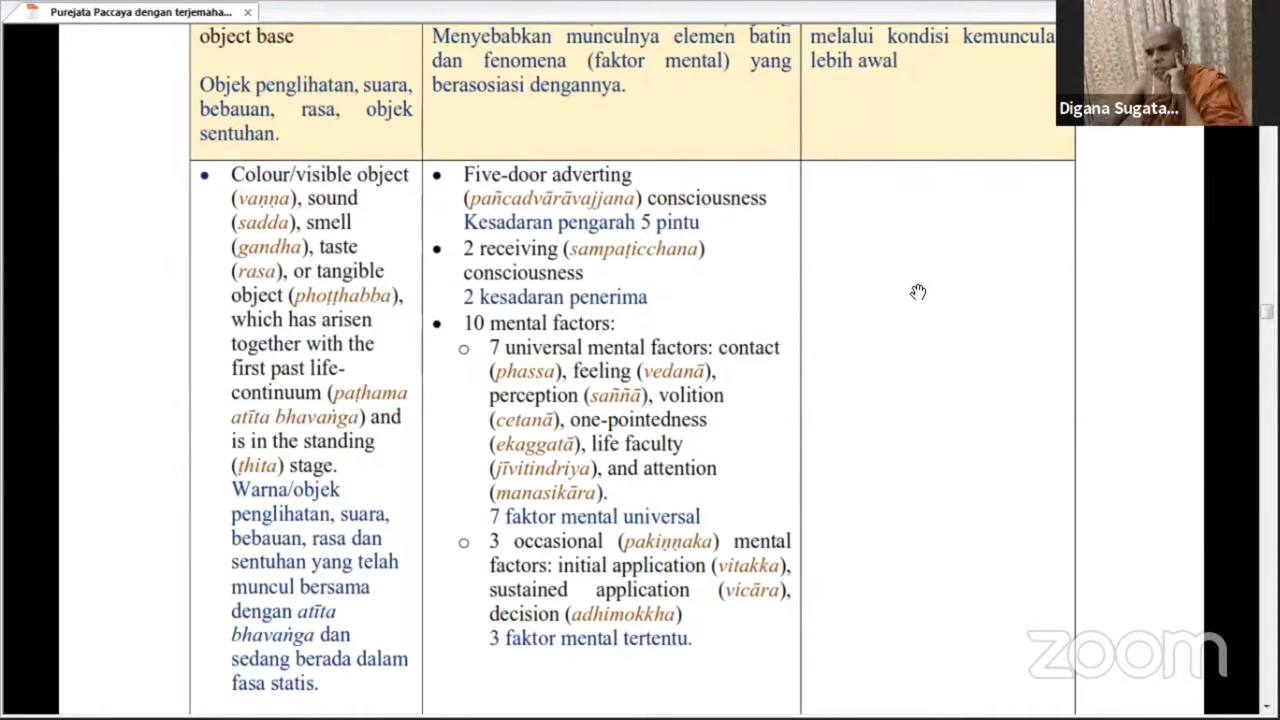 Purejata Paccaya dengan terjemaha...
object base
Objek penglihatan, suara,
bebauan, rasa, objek
sentuhan.
Menyebabkan munculnya elemen batin
dan fenomena (faktor mental) yang
berasosiasi dengannya.
melalui kondisi
lebih awal
Digana Sugata...
• Colour/visible object
(vaṇṇa), sound
(sadda), smell
(gandha), taste
(rasa), or tangible
object (phoṭṭhabba),
which has arisen
together with the
first past life-
continuum (paṭhama
atīta bhavaṅga) and
is in the standing
(ṭhita) stage.
Warna/objek
penglihatan, suara,
bebauan, rasa dan
sentuhan yang telah
muncul bersama
dengan atīta
bhavaṅga dan
sedang berada dalam
fasa statis.
• Five-door adverting
(pañcadvārāvajjana) consciousness
Kesadaran pengarah 5 pintu
• 2 receiving (sampaṭicchana)
consciousness
2 kesadaran penerima
• 10 mental factors:
o 7 universal mental factors: contact
(phassa), feeling (vedanā),
perception (saññā), volition
(cetanā), one-pointedness
(ekaggatā), life faculty
(jīvitindriya), and attention
(manasikāra).
7 faktor mental universal
o 3 occasional (pakiṇṇaka) mental
factors: initial application (vitakka),
sustained application (vicāra),
decision (adhimokkha)
3 faktor mental tertentu.
zoom